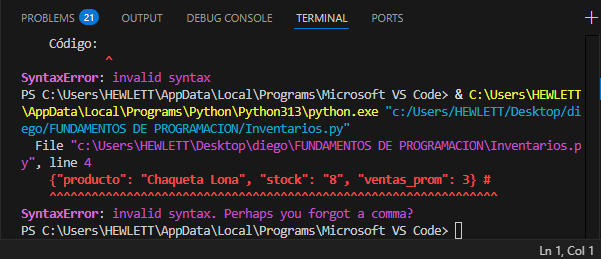 PROBLEMS 21 OUTPUT DEBUG CONSOLE TERMINAL PORTS +
Código:
^
SyntaxError: invalid syntax
PS C:\Users\HEWLETT\AppData\Local\Programs\Microsoft VS Code> & C:\Users\HEWLETT
\AppData\Local\Programs\Python\Python313\python.exe "c:/Users/HEWLETT/Desktop/di
ego/FUNDAMENTOS DE PROGRAMACION/Inventarios.py"
File "c:\Users\HEWLETT\Desktop\diego\FUNDAMENTOS DE PROGRAMACION\Inventarios.p
y", line 4
{"producto": "Chaqueta Lona", "stock": "8", "ventas_prom": 3} #
^^^^^^^^^^^^^^^^^^^^^^^^^^^^^^^^^^^^^^^^^^^^^^^^^^^^^^^^^^^^^
SyntaxError: invalid syntax. Perhaps you forgot a comma?
PS C:\Users\HEWLETT\AppData\Local\Programs\Microsoft VS Code>
Ln 1, Col 1